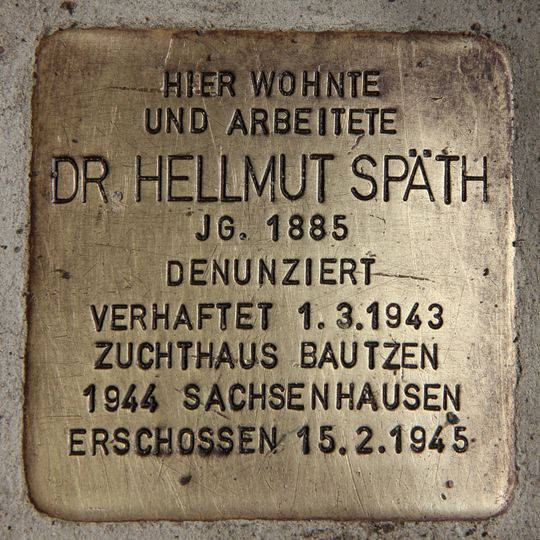 HIER WOHNTE
UND ARBEITETE
DR. HELLMUT SPÄTH
JG. 1885
DENUNZIERT
VERHAFTET 1.3.1943
ZUCHTHAUS BAUTZEN
1944 SACHSENHAUSEN
ERSCHOSSEN 15.2.1945